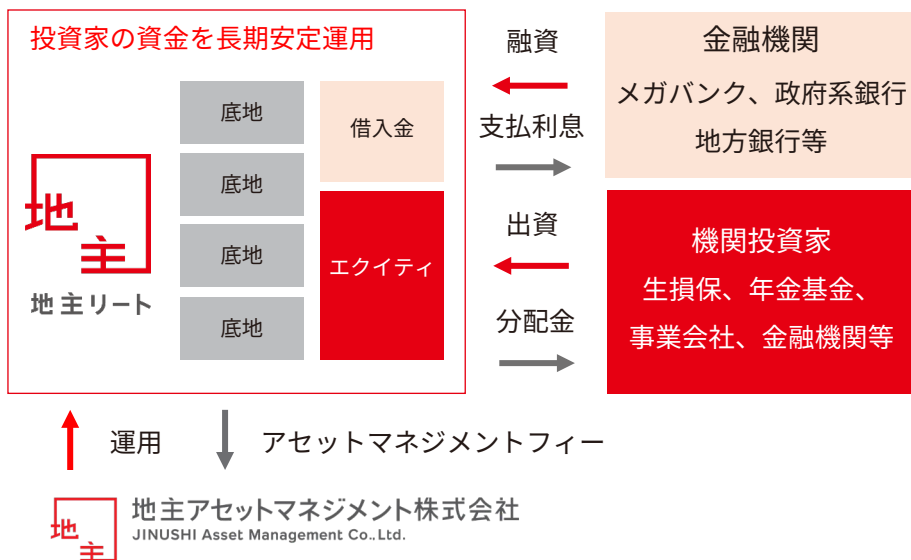 投資家の資金を長期安定運用
底地
底地
底地
底地
借入金
エクイティ
地
主
地主リート
融資
支払利息
出資
分配金
金融機関
メガバンク、政府系銀行
地方銀行等
機関投資家
生損保、年金基金、
事業会社、金融機関等
運用
アセットマネジメントフィー
地
主
地主アセットマネジメント株式会社
JINUSHI Asset Management Co.,Ltd.